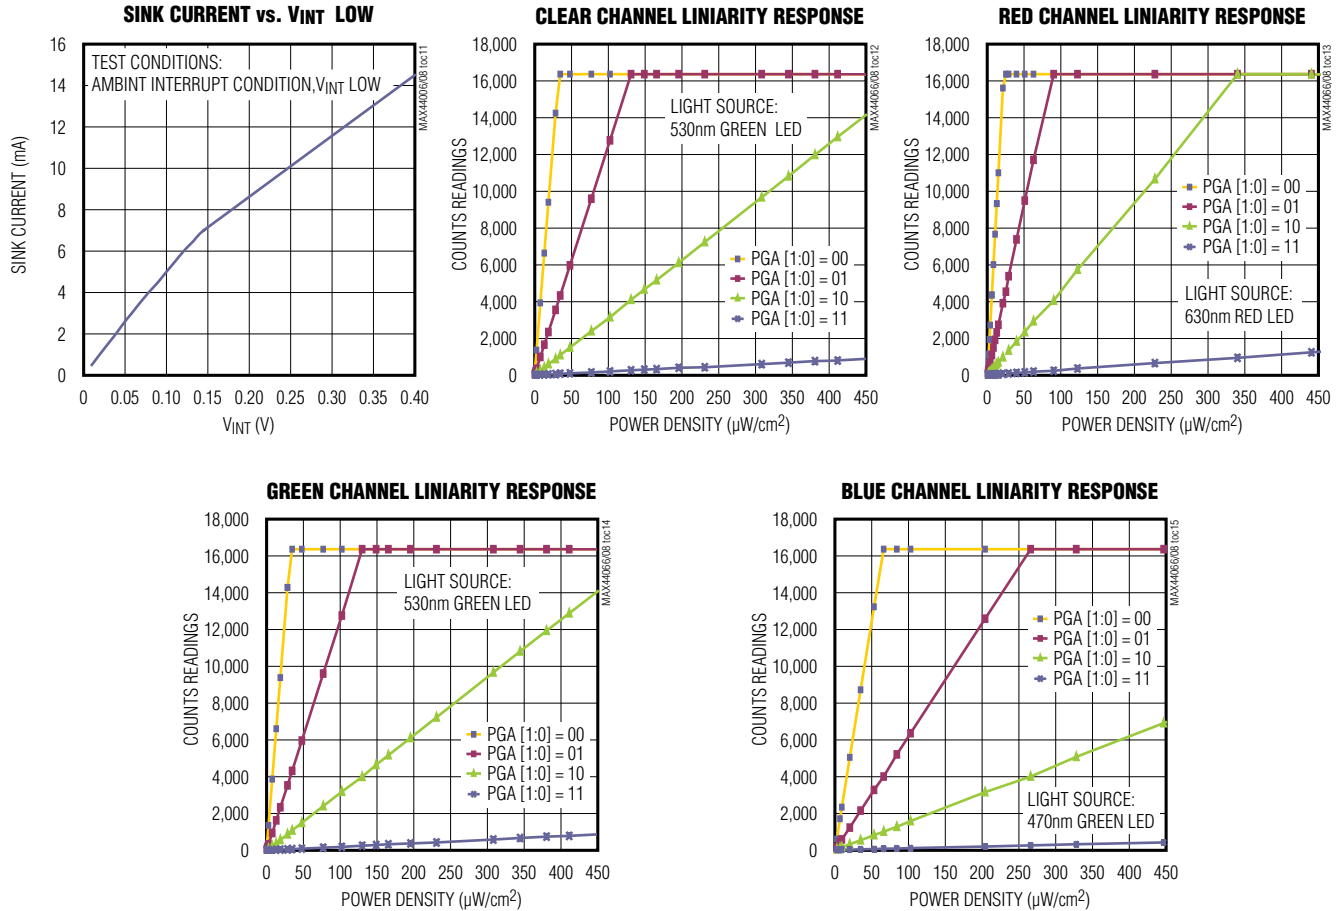 SINK CURRENT vs. VINT LOW
16
14
12
10
8
6
4
2
0
SINK CURRENT (mA)
TEST CONDITIONS:
AMBINT INTERRUPT CONDITION,VINT LOW
MAX44006/08 toc11
0 0.05 0.10 0.15 0.20 0.25 0.30 0.35 0.40
VINT (V)
CLEAR CHANNEL LINIARITY RESPONSE
18,000
16,000
14,000
12,000
10,000
8,000
6,000
4,000
2,000
0
COUNTS READINGS
LIGHT SOURCE:
530nm GREEN LED
PGA [1:0] = 00
PGA [1:0] = 01
PGA [1:0] = 10
PGA [1:0] = 11
MAX44066/08 toc12
0 50 100 150 200 250 300 350 400 450
POWER DENSITY (µW/cm2)
RED CHANNEL LINIARITY RESPONSE
18,000
16,000
14,000
12,000
10,000
8,000
6,000
4,000
2,000
0
COUNTS READINGS
PGA [1:0] = 00
PGA [1:0] = 01
PGA [1:0] = 10
PGA [1:0] = 11
LIGHT SOURCE:
630nm RED LED
MAX44066/08 toc13
0 50 100 150 200 250 300 350 400 450
POWER DENSITY (µW/cm2)
GREEN CHANNEL LINIARITY RESPONSE
18,000
16,000
14,000
12,000
10,000
8,000
6,000
4,000
2,000
0
COUNTS READINGS
LIGHT SOURCE:
530nm GREEN LED
PGA [1:0] = 00
PGA [1:0] = 01
PGA [1:0] = 10
PGA [1:0] = 11
MAX44066/08 toc14
0 50 100 150 200 250 300 350 400 450
POWER DENSITY (µW/cm2)
BLUE CHANNEL LINIARITY RESPONSE
18,000
16,000
14,000
12,000
10,000
8,000
6,000
4,000
2,000
0
COUNTS READINGS
PGA [1:0] = 00
PGA [1:0] = 01
PGA [1:0] = 10
PGA [1:0] = 11
LIGHT SOURCE:
470nm GREEN LED
MAX44066/08 toc15
0 50 100 150 200 250 300 350 400 450
POWER DENSITY (µW/cm2)